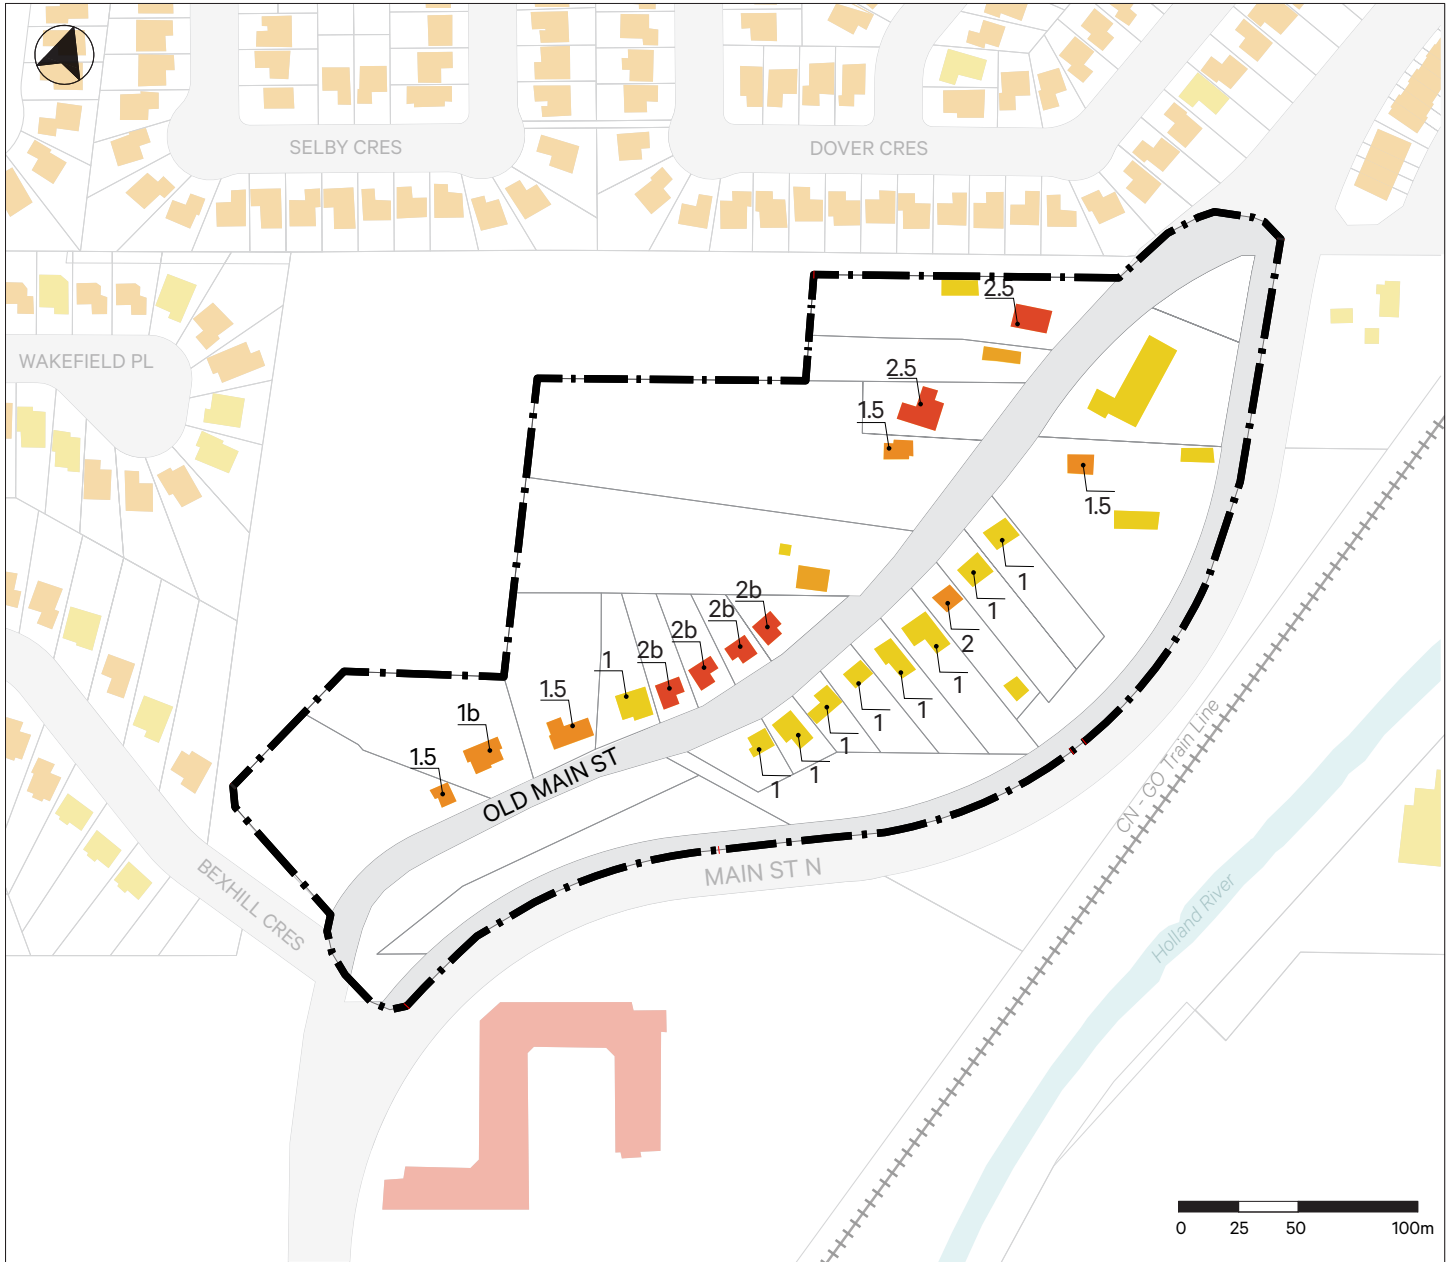 SELBY CRES
DOVER CRES
2.5
WAKEFIELD PL
2.5
1.5
1.5
1
2b
1
2b
2
2b
1
2b
1
1
1.5
1
1b
1
1.5
1
1
OLD MAIN ST
MAIN ST N
BEXHILL CRES
CN - GO Train Line
Holland River
0 25 50 100m